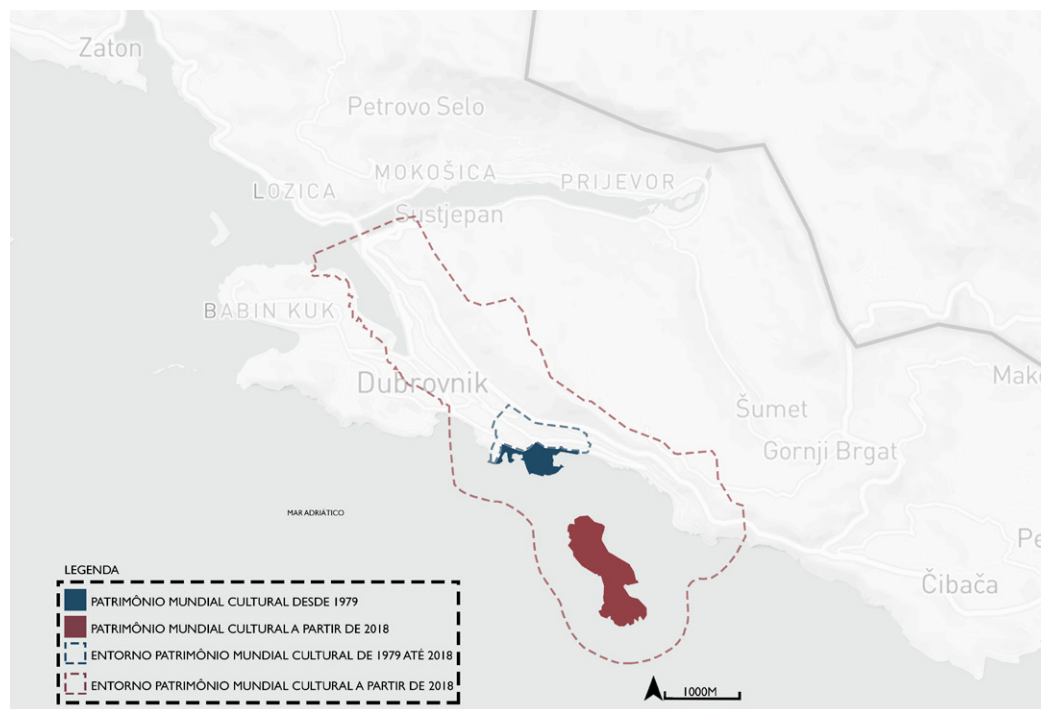 Zaton
Petrovo Selo
MOKOŠICA
PRIJEVOR
LOZICA
Sustjepan
BABIN KUK
Dubrovnik
Mak
Šumet
Gornji Brgat
MAR ADRIÁTICO
Pe
Čibača
LEGENDA
PATRIMÔNIO MUNDIAL CULTURAL DESDE 1979
PATRIMÔNIO MUNDIAL CULTURAL A PARTIR DE 2018
ENTORNO PATRIMÔNIO MUNDIAL CULTURAL DE 1979 ATÉ 2018
ENTORNO PATRIMÔNIO MUNDIAL CULTURAL A PARTIR DE 2018
1000M